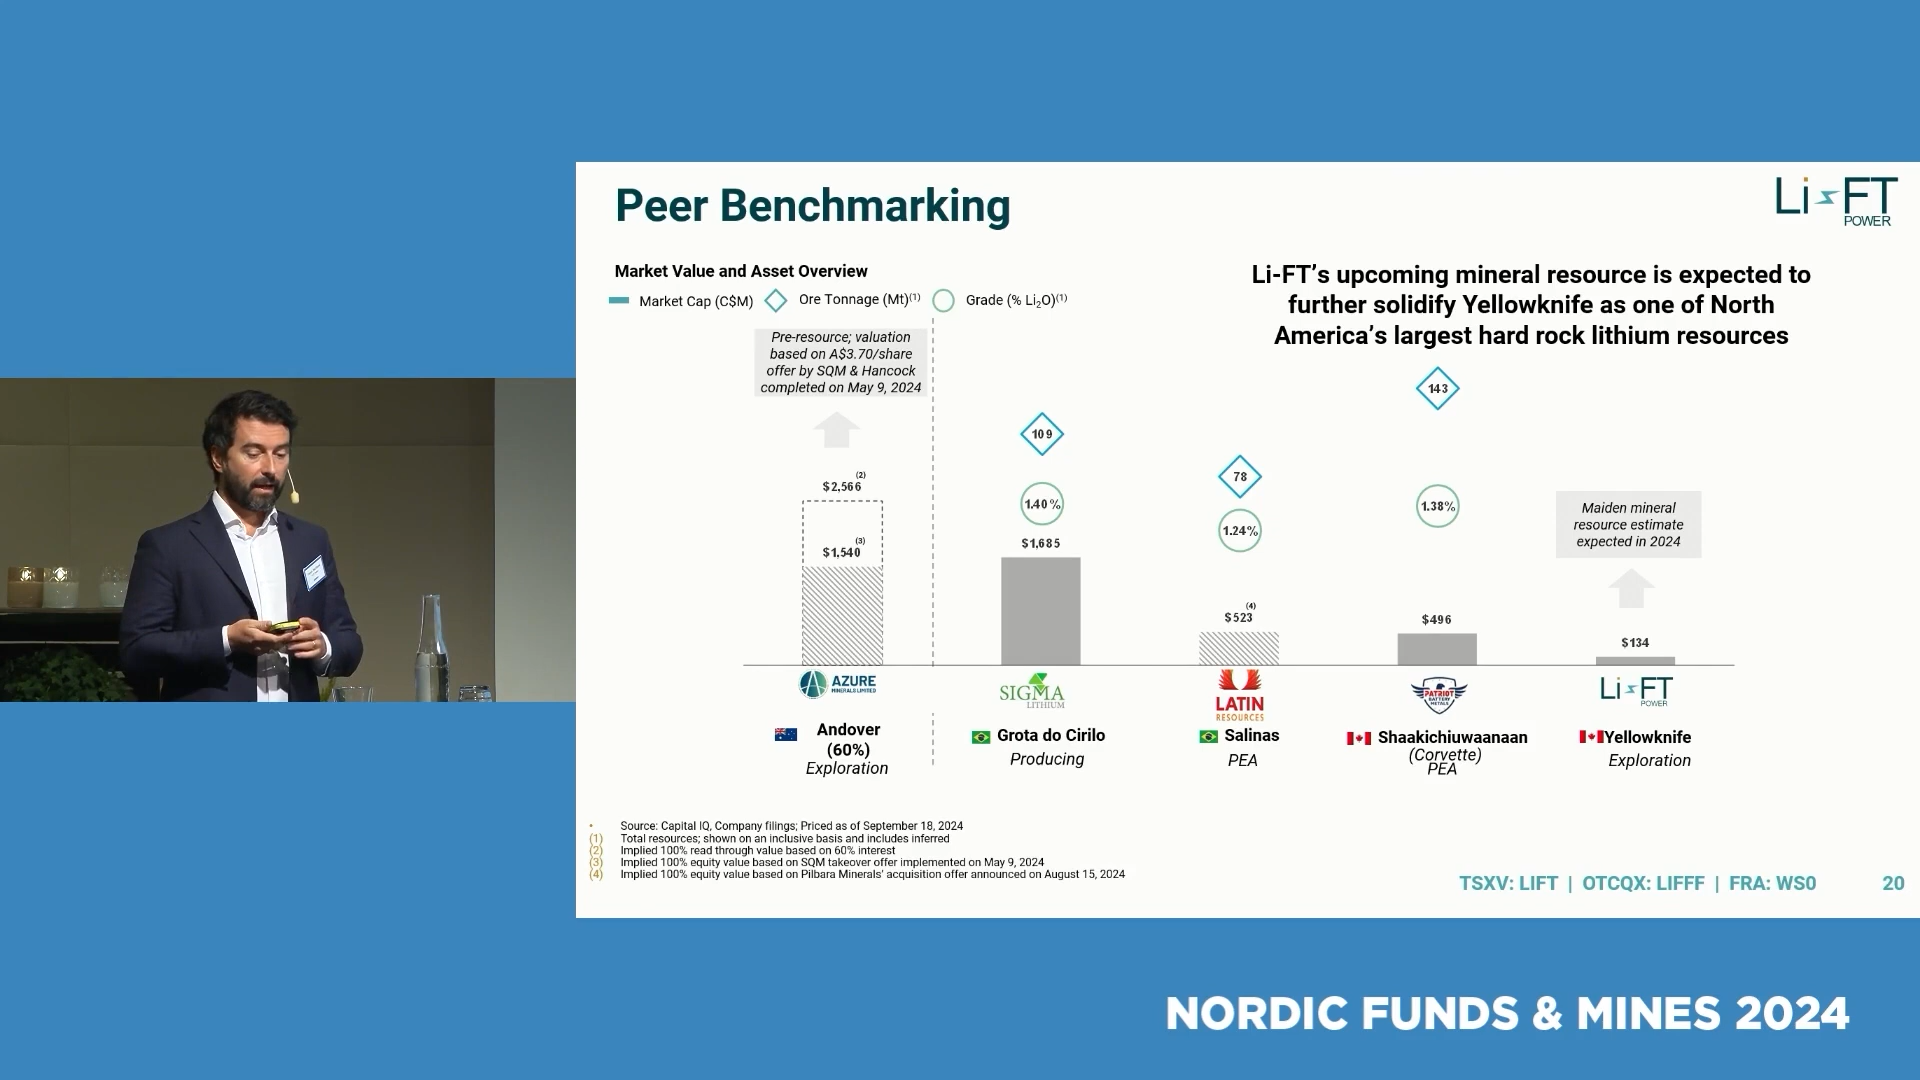 Peer Benchmarking
Li FT
POWER
Market Value and Asset Overview
Market Cap (C$M)
Ore Tonnage (Mt)(1)
Grade (% Li2O)(1)
Li-FT's upcoming mineral resource is expected to
further solidify Yellowknife as one of North
America's largest hard rock lithium resources
Pre-resource; valuation
based on A$3.70/share
offer by SQM & Hancock
completed on May 9, 2024
143
109
78
(2)
$2,566
1.40%
1.24%
1.38%
Maiden mineral
resource estimate
expected in 2024
(3)
$1,540
$1,685
(4)
$523
$496
$134
AZURE
MINERALS LIMITED
SIGMA
LITHIUM
LATIN
RESOURCES
PATRIOT
BATTERY
METALS
Li FT
POWER
Andover
(60%)
Exploration
Grota do Cirilo
Producing
Salinas
PEA
Shaakichiuwaanaan
(Corvette)
PEA
Yellowknife
Exploration
• Source: Capital IQ, Company filings; Priced as of September 18, 2024
(1) Total resources; shown on an inclusive basis and includes inferred
(2) Implied 100% read through value based on 60% interest
(3) Implied 100% equity value based on SQM takeover offer implemented on May 9, 2024
(4) Implied 100% equity value based on Pilbara Minerals' acquisition offer announced on August 15, 2024
TSXV: LIFT | OTCQX: LIFFF | FRA: WS0
20
NORDIC FUNDS & MINES 2024